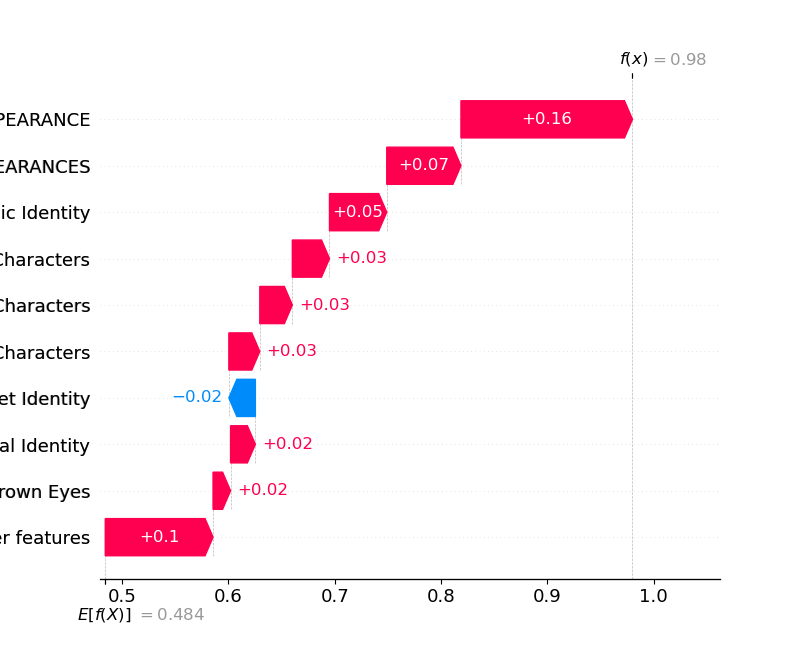 f(x) = 0.98
PEARANCE
+0.16
EARANCES
+0.07
ic Identity
+0.05
Characters
+0.03
Characters
+0.03
Characters
+0.03
et Identity
−0.02
al Identity
+0.02
rown Eyes
+0.02
er features
+0.1
0.5 0.6 0.7 0.8 0.9 1.0
E[f(X)] = 0.484